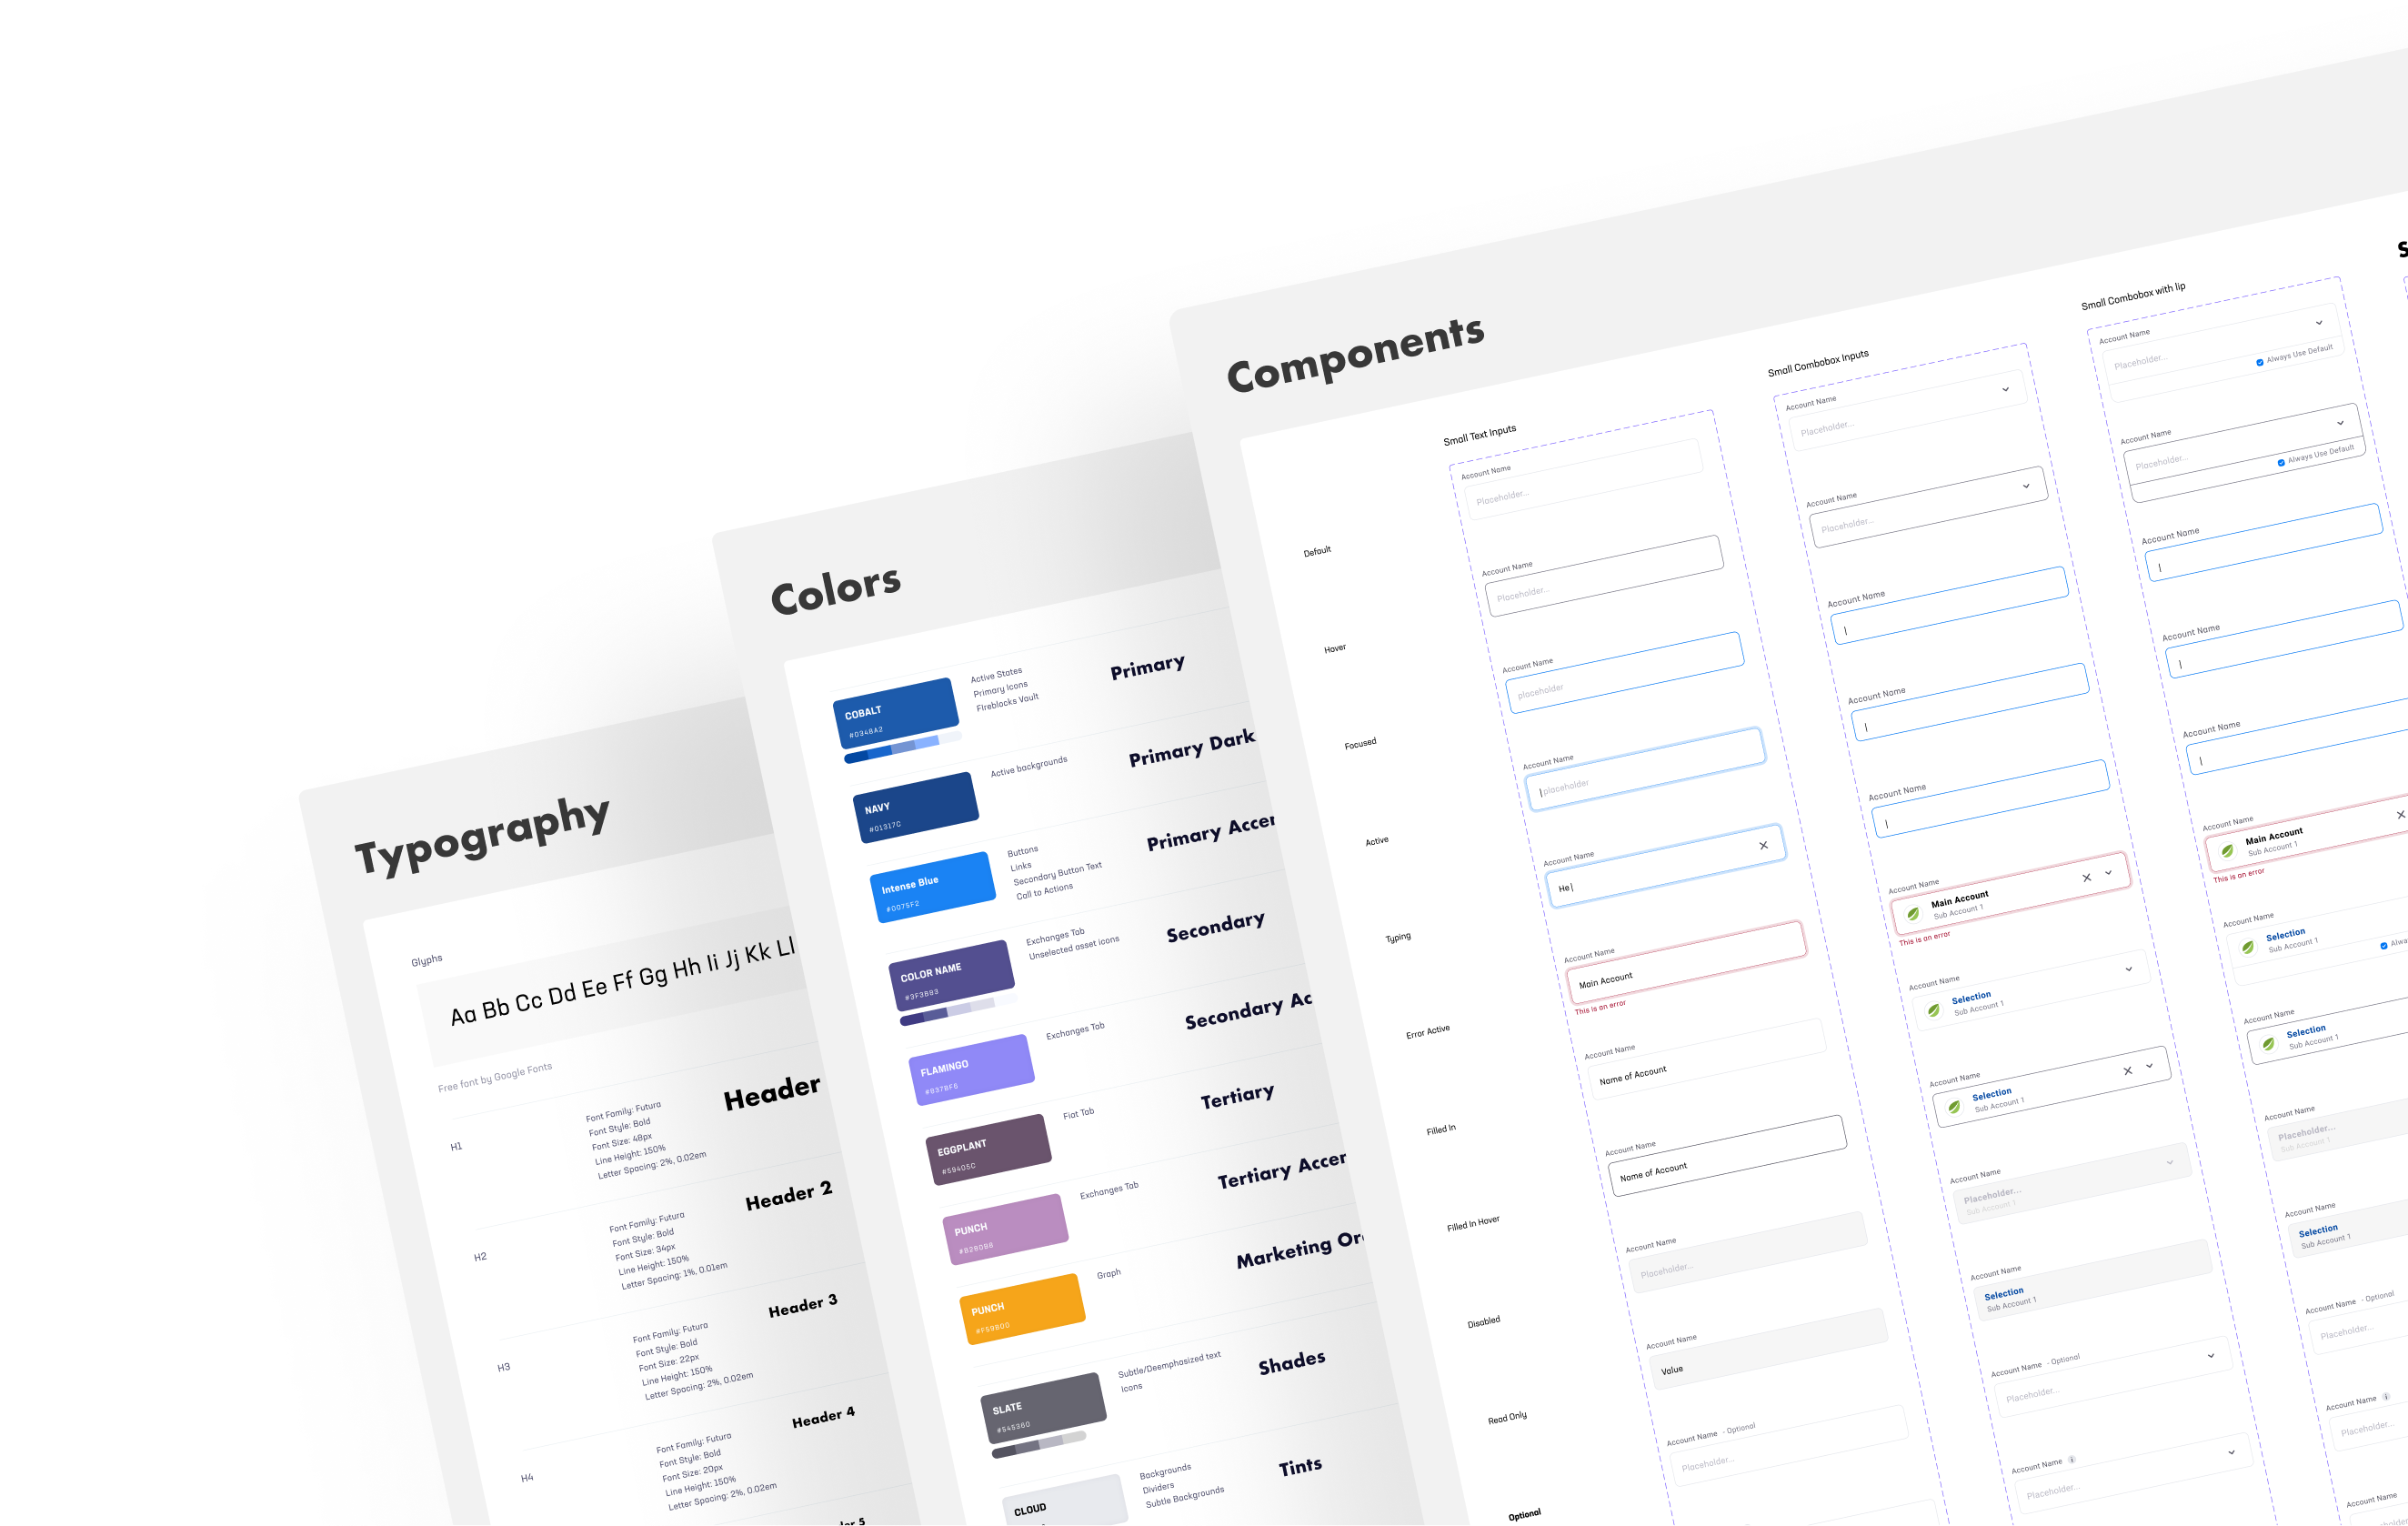 Typography
Glyphs
Aa Bb Cc Dd Ee Ff Gg Hh Ii Jj Kk Ll
Free font by Google Fonts
H1
Font Family: Futura
Font Style: Bold
Font Size: 48px
Line Height: 150%
Letter Spacing: 2%, 0.02em
Header
H2
Font Family: Futura
Font Style: Bold
Font Size: 34px
Line Height: 150%
Letter Spacing: 1%, 0.01em
Header 2
H3
Font Family: Futura
Font Style: Bold
Font Size: 22px
Line Height: 150%
Letter Spacing: 2%, 0.02em
Header 3
H4
Font Family: Futura
Font Style: Bold
Font Size: 20px
Line Height: 150%
Letter Spacing: 2%, 0.02em
Header 4
Colors
COBALT
#0348A2
Active States
Primary Icons
Fireblocks Vault
Primary
NAVY
#01317C
Active backgrounds
Primary Dark
Intense Blue
#0075F2
Buttons
Links
Secondary Button Text
Call to Actions
Primary Accen
Secondary
COLOR NAME
#3F3B83
Exchanges Tab
Unselected asset icons
FLAMINGO
#837BF6
Exchanges Tab
Secondary Ac
EGGPLANT
#59405C
Fiat Tab
Tertiary
PUNCH
#B280B8
Exchanges Tab
Tertiary Accen
PUNCH
#F59B00
Graph
Marketing Or
SLATE
#545360
Subtle/Deemphasized text
Icons
Shades
CLOUD
Backgrounds
Dividers
Subtle Backgrounds
Tints
Components
Default
Hover
Focused
Active
Typing
Error Active
Filled In
Filled In Hover
Disabled
Read Only
Optional
Small Text Inputs
Account Name
Placeholder...
Account Name
Placeholder...
Account Name
placeholder
Account Name
placeholder
Account Name
He
Account Name
Main Account
This is an error
Account Name
Name of Account
Account Name
Name of Account
Account Name
Placeholder...
Account Name
Value
Account Name - Optional
Placeholder...
Small Combobox Inputs
Account Name
Placeholder...
Account Name
Placeholder...
Account Name
Account Name
Account Name
Account Name
Main Account
Sub Account 1
This is an error
Account Name
Selection
Sub Account 1
Account Name
Selection
Sub Account 1
Account Name
Placeholder...
Sub Account 1
Account Name
Selection
Sub Account 1
Account Name - Optional
Placeholder...
Account Name
Placeholder...
Small Combobox with lip
Account Name
Placeholder...
Always Use Default
Account Name
Placeholder...
Always Use Default
Account Name
Account Name
Account Name
Account Name
Main Account
Sub Account 1
This is an error
Account Name
Selection
Sub Account 1
Account Name
Selection
Sub Account 1
Account Name
Placeholder...
Sub Account 1
Account Name
Selection
Sub Account 1
Account Name - Optional
Placeholder...
Account Name
Placeholder...
Account Name